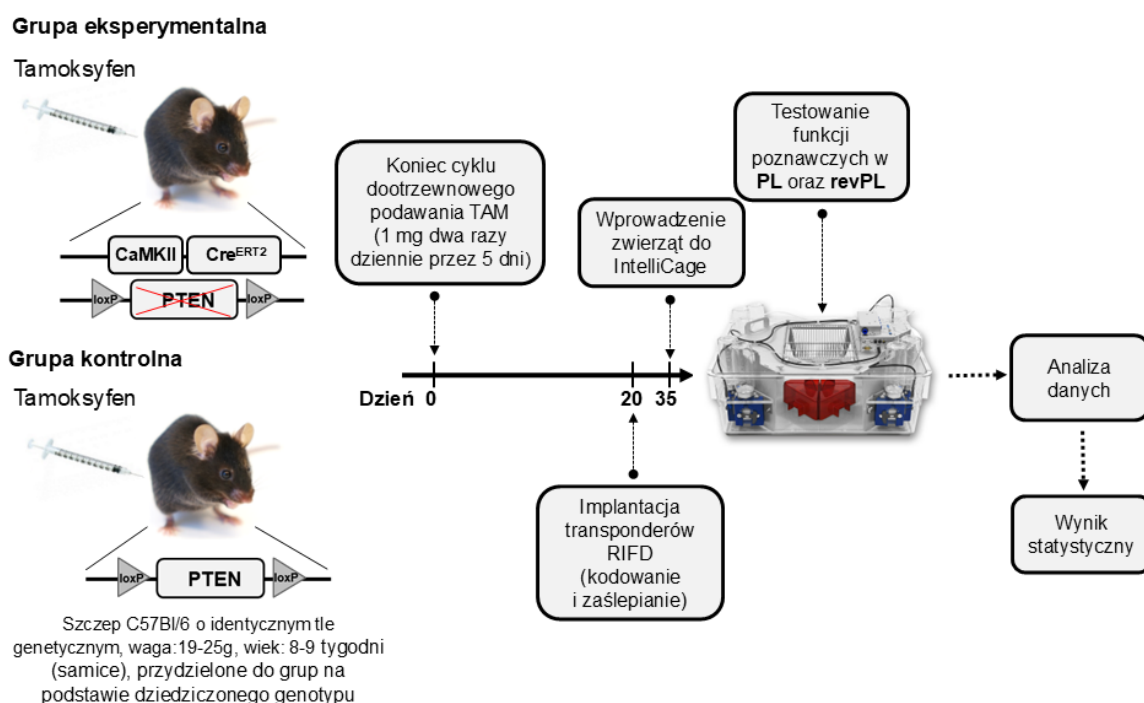 Grupa eksperymentalna
Tamoksyfen
CaMKII
Cre^ERT2
loxP
PTEN
loxP
Grupa kontrolna
Tamoksyfen
loxP
PTEN
loxP
Szczep C57Bl/6 o identycznym tle
genetycznym, waga:19-25g, wiek: 8-9 tygodni
(samice), przydzielone do grup na
podstawie dziedziczonego genotypu
Koniec cyklu
dootrzewnowego
podawania TAM
(1 mg dwa razy
dziennie przez 5 dni)
Wprowadzenie
zwierząt do
IntelliCage
Testowanie
funkcji
poznawczych w
PL oraz revPL
Dzień 0
20
35
Implantacja
transponderów
RIFD
(kodowanie
i zaślepianie)
Analiza
danych
Wynik
statystyczny